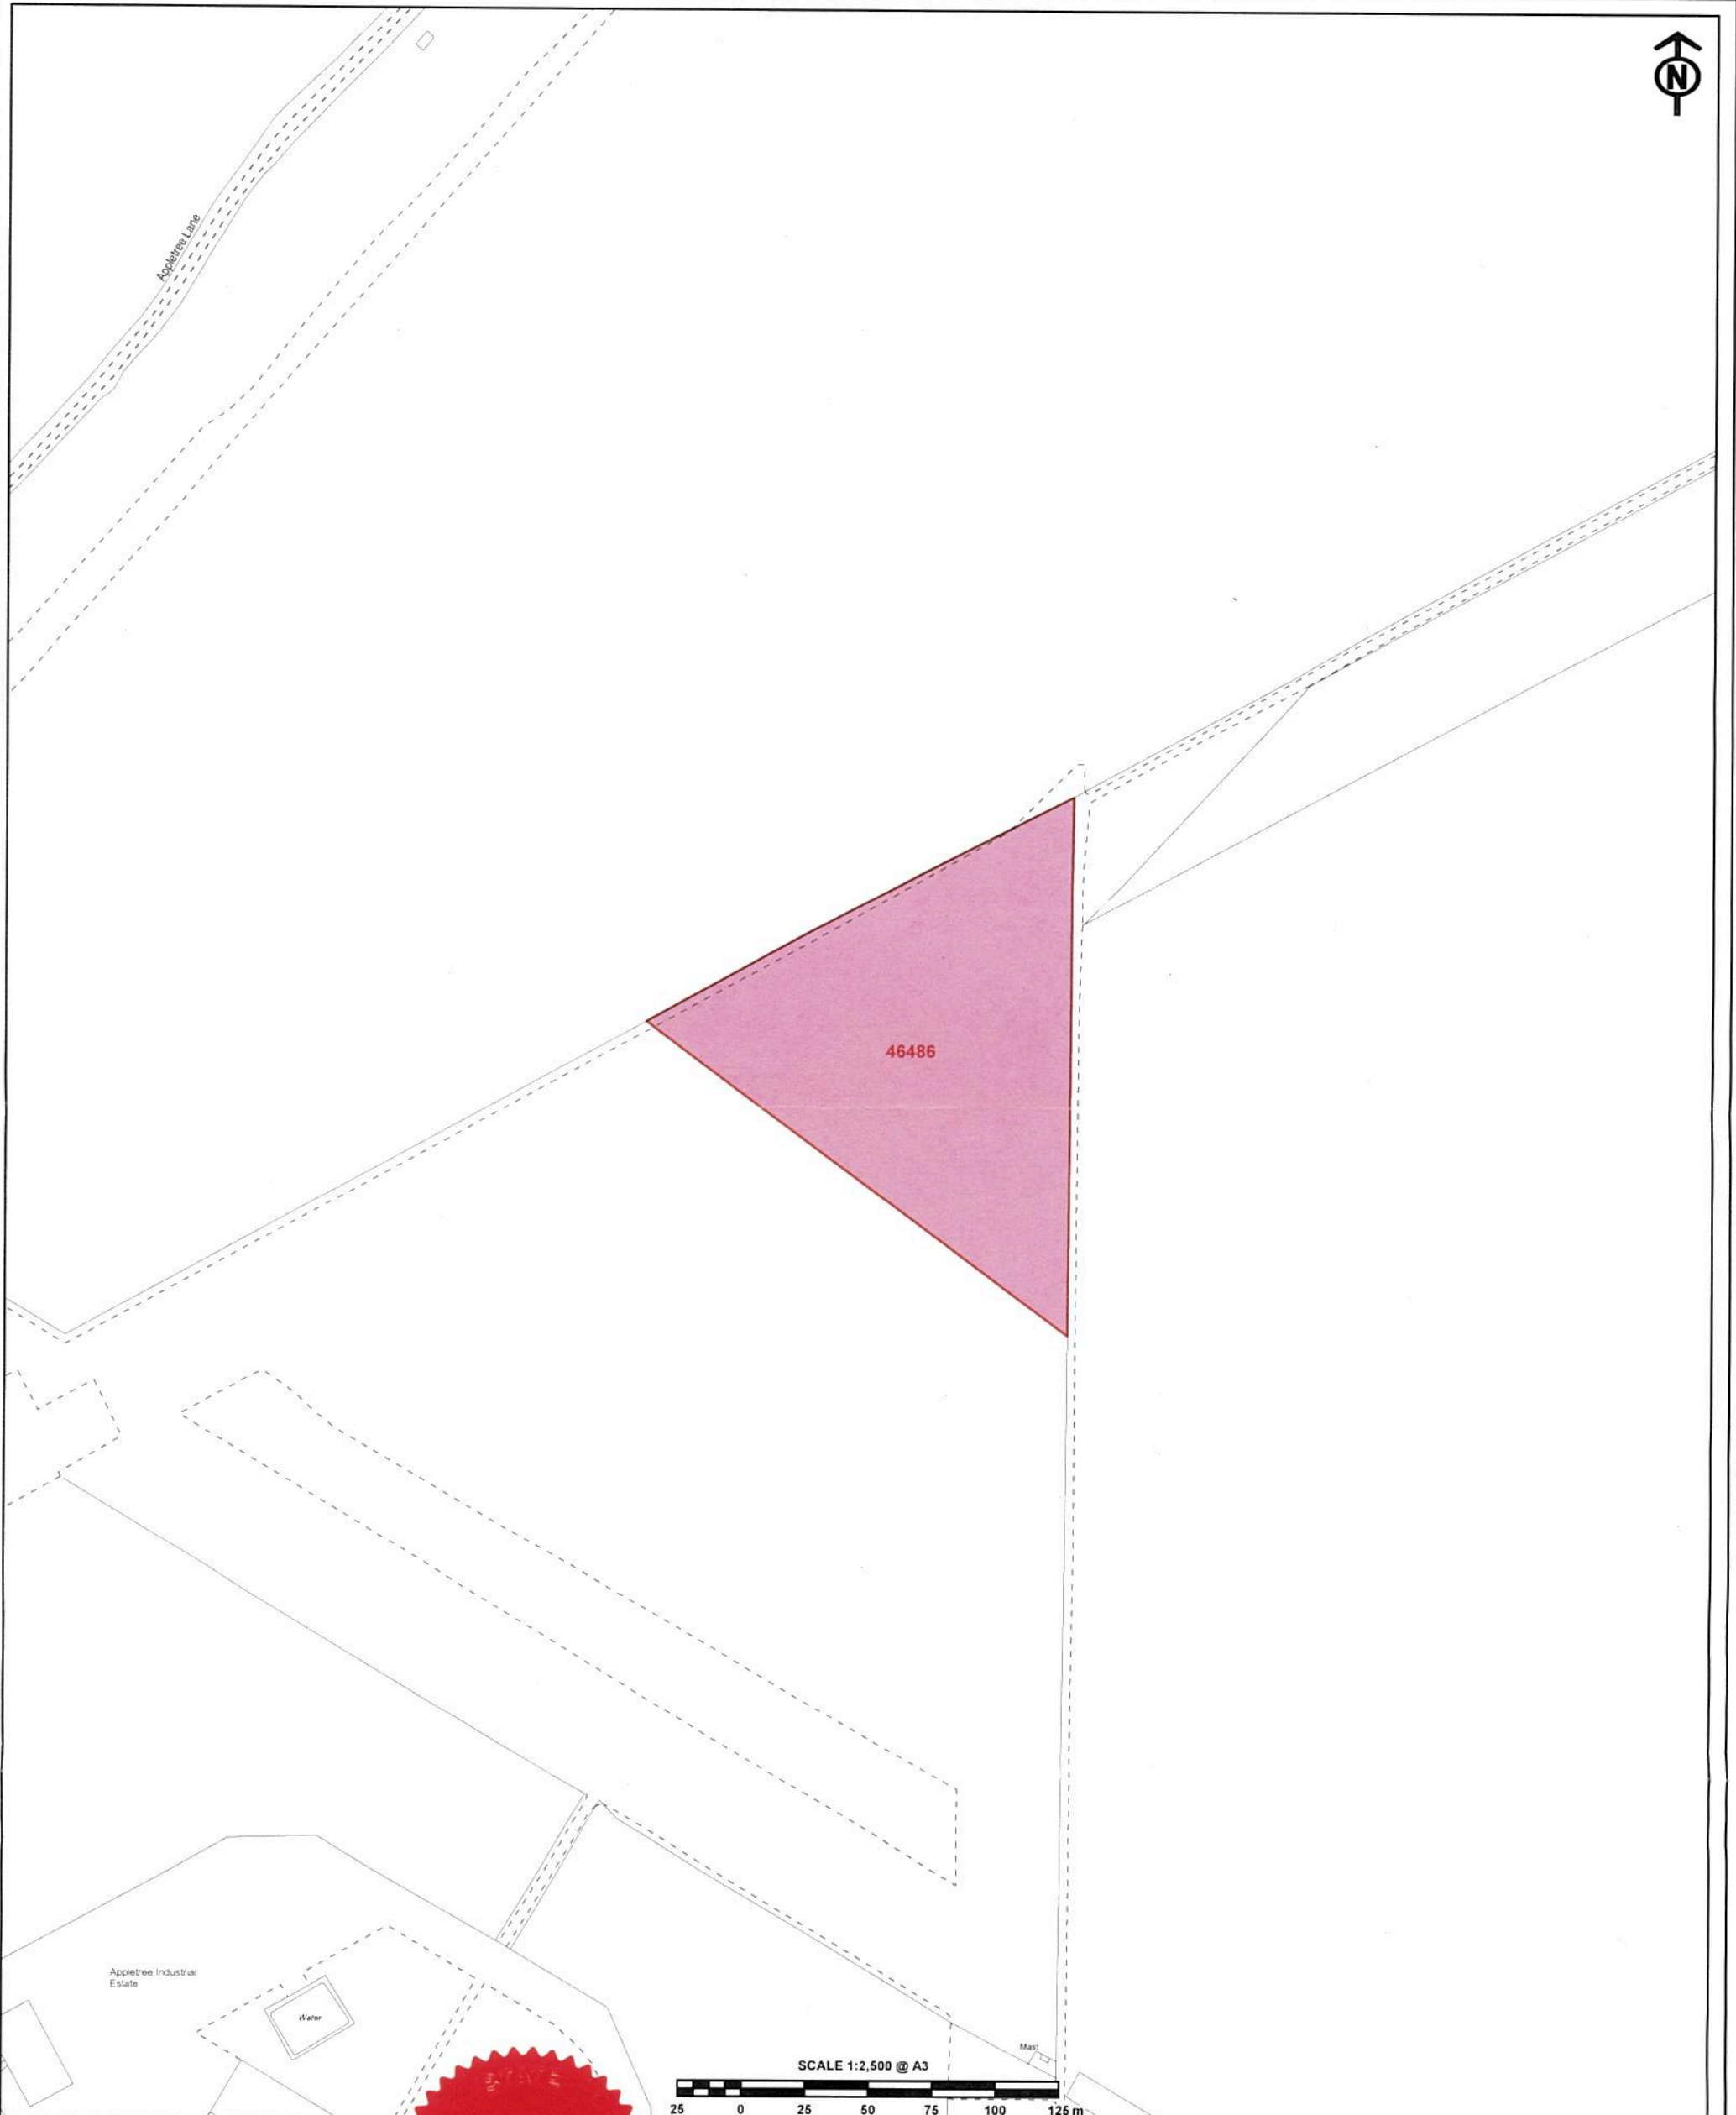 N
Appletree Lane
46486
Appletree Industrial
Estate
Water
Mast
SCALE 1:2,500 @ A3
25 0 25 50 75 100 125 m